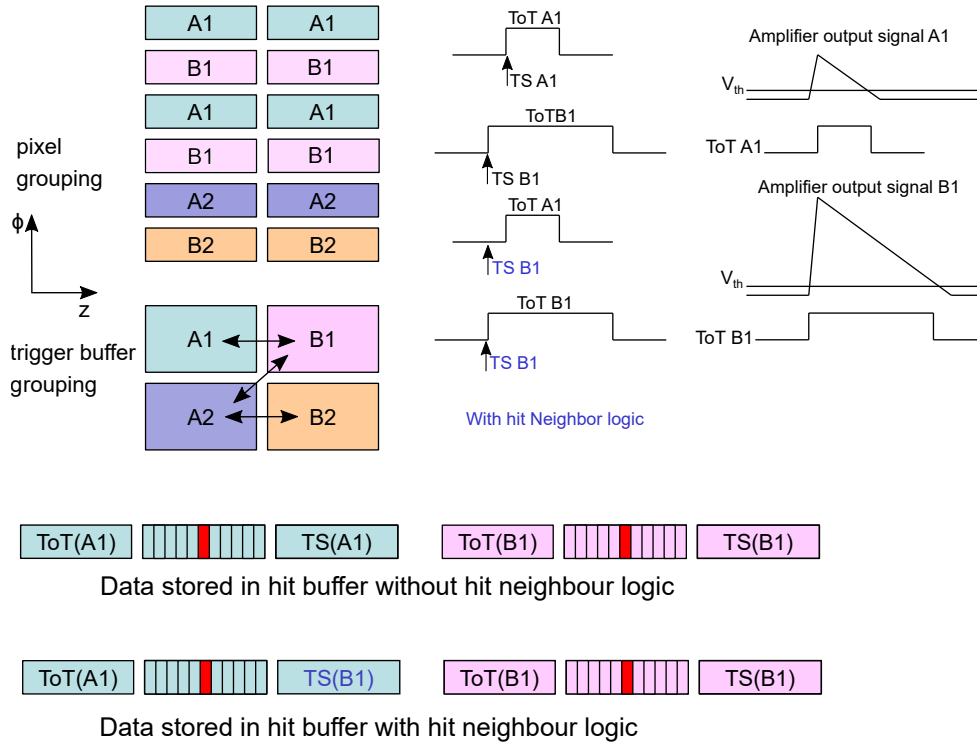 A1 A1
B1 B1
A1 A1
B1 B1
A2 A2
B2 B2
pixel
grouping
ϕ
z
A1 B1
A2 B2
trigger buffer
grouping
ToT A1
TS A1
ToTB1
TS B1
ToT A1
TS B1
ToT B1
TS B1
With hit Neighbor logic
Amplifier output signal A1
Vth
ToT A1
Amplifier output signal B1
Vth
ToT B1
ToT(A1) TS(A1) ToT(B1) TS(B1)
Data stored in hit buffer without hit neighbour logic
ToT(A1) TS(B1) ToT(B1) TS(B1)
Data stored in hit buffer with hit neighbour logic